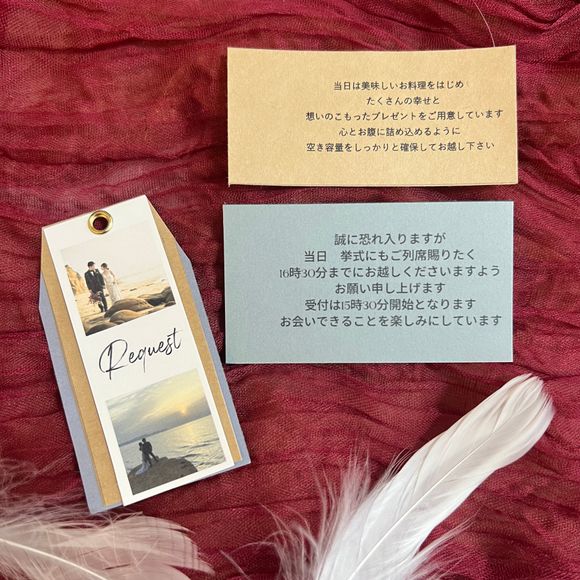 当日は美味しいお料理をはじめ
たくさんの幸せと
想いのこもったプレゼントをご用意しています
心とお腹に詰め込めるように
空き容量をしっかりと確保してお越し下さい
誠に恐れ入りますが
当日　挙式にもご列席賜りたく
16時30分までにお越しくださいますよう
お願い申し上げます
受付は15時30分開始となります
お会いできることを楽しみにしています
Request